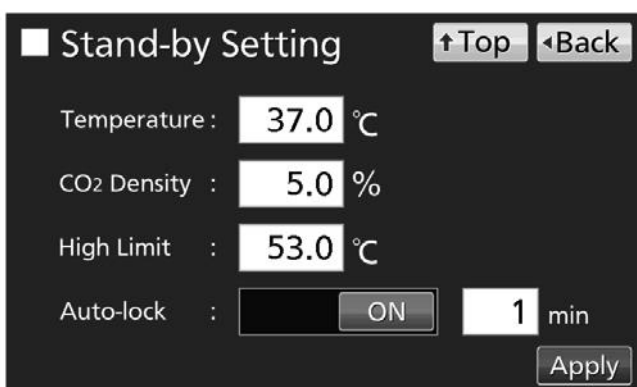 Stand-by Setting ↑Top ◂Back
Temperature : 37.0 ℃
CO2 Density : 5.0 %
High Limit : 53.0 ℃
Auto-lock : ON 1 min
Apply